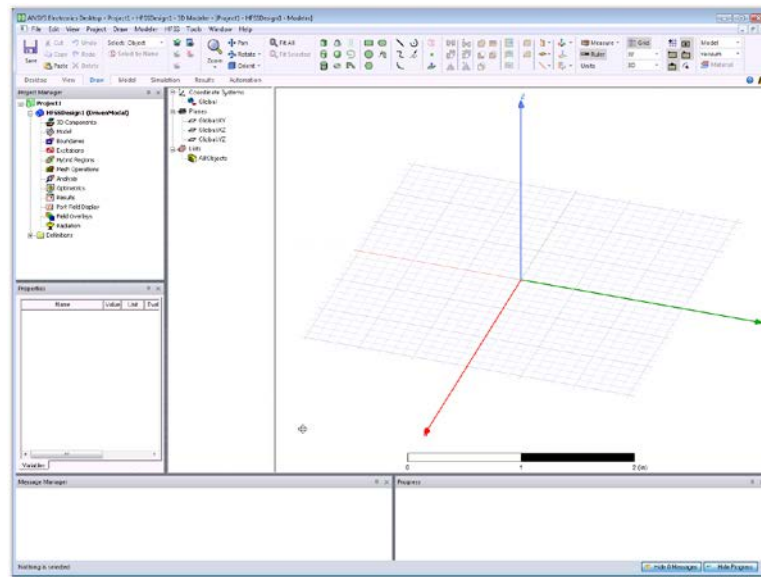 ANSYS Electronics Desktop - Project1 - HFSSDesign1 - 3D Modeler - [Project1 - HFSSDesign1 - Modeler]
File Edit View Project Draw Modeler HFSS Tools Window Help
Save
Cut Undo Select: Object
Copy Redo Select by Name
Paste Delete
Zoom
Pan
Rotate
Orient
Fit All
Fit Selected
Measure Grid
Ruler
Units 3D
Model
Vacuum
Material
Desktop View Draw Model Simulation Results Automation
Project Manager
Project1
HFSSDesign1 (DrivenModal)
3D Components
Model
Boundaries
Excitations
Hybrid Regions
Mesh Operations
Analysis
Optimetrics
Results
Port Field Display
Field Overlays
Radiation
Definitions
Coordinate Systems
Global
Planes
Global:XY
Global:XZ
Global:YZ
Lists
AllObjects
Properties
Name Value Unit Eval
Variables
Z
0 1 2 (m)
Message Manager
Progress
Nothing is selected
Hide 0 Messages Hide Progress